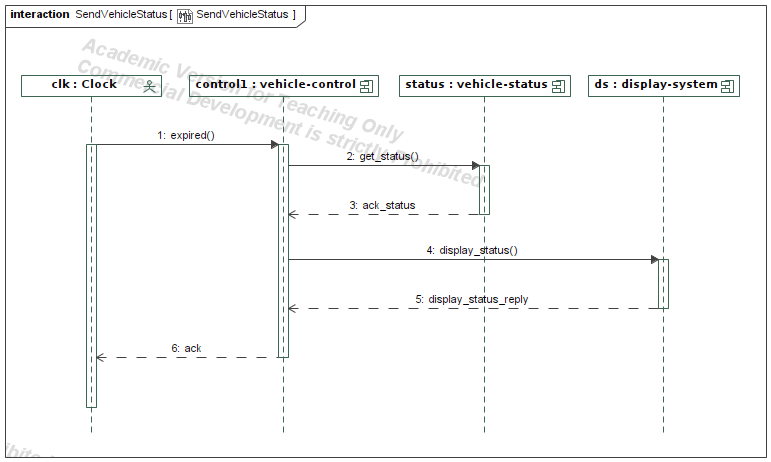 interaction SendVehicleStatus[ SendVehicleStatus ]
Academic Version for Teaching Only
Commercial Development is strictly Prohibited
clk : Clock
control1 : vehicle-control
status : vehicle-status
ds : display-system
1: expired()
2: get_status()
3: ack_status
4: display_status()
5: display_status_reply
6: ack